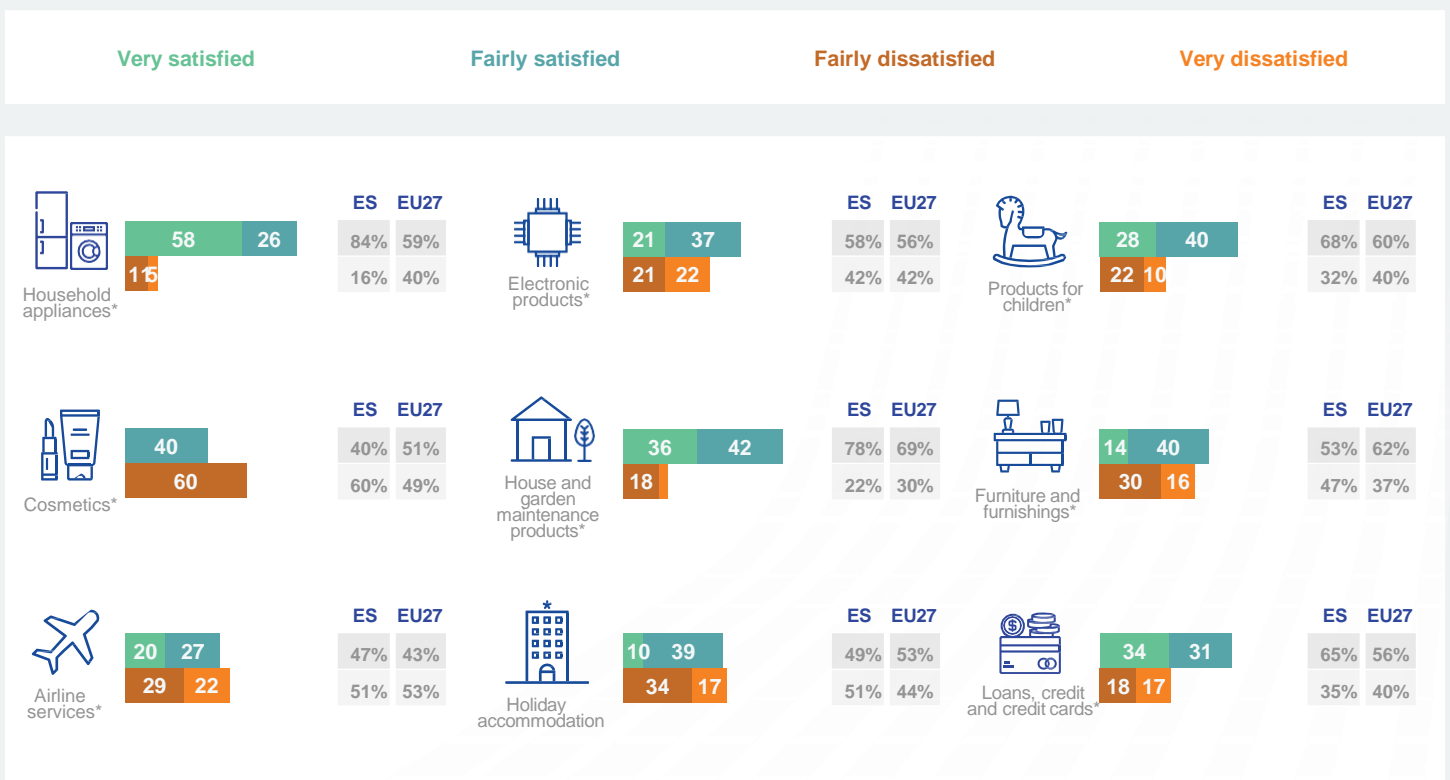 Very satisfied Fairly satisfied Fairly dissatisfied Very dissatisfied
ES EU27
58 26
84% 59%
11 5
16% 40%
Household
appliances*
ES EU27
21 37
58% 56%
21 22
42% 42%
Electronic
products*
ES EU27
28 40
68% 60%
22 10
32% 40%
Products for
children*
ES EU27
40
40% 51%
60
60% 49%
Cosmetics*
ES EU27
36 42
78% 69%
18
22% 30%
House and
garden
maintenance
products*
ES EU27
14 40
53% 62%
30 16
47% 37%
Furniture and
furnishings*
ES EU27
20 27
47% 43%
29 22
51% 53%
Airline
services*
*
ES EU27
10 39
49% 53%
34 17
51% 44%
Holiday
accommodation
$
ES EU27
34 31
65% 56%
18 17
35% 40%
Loans, credit
and credit cards*